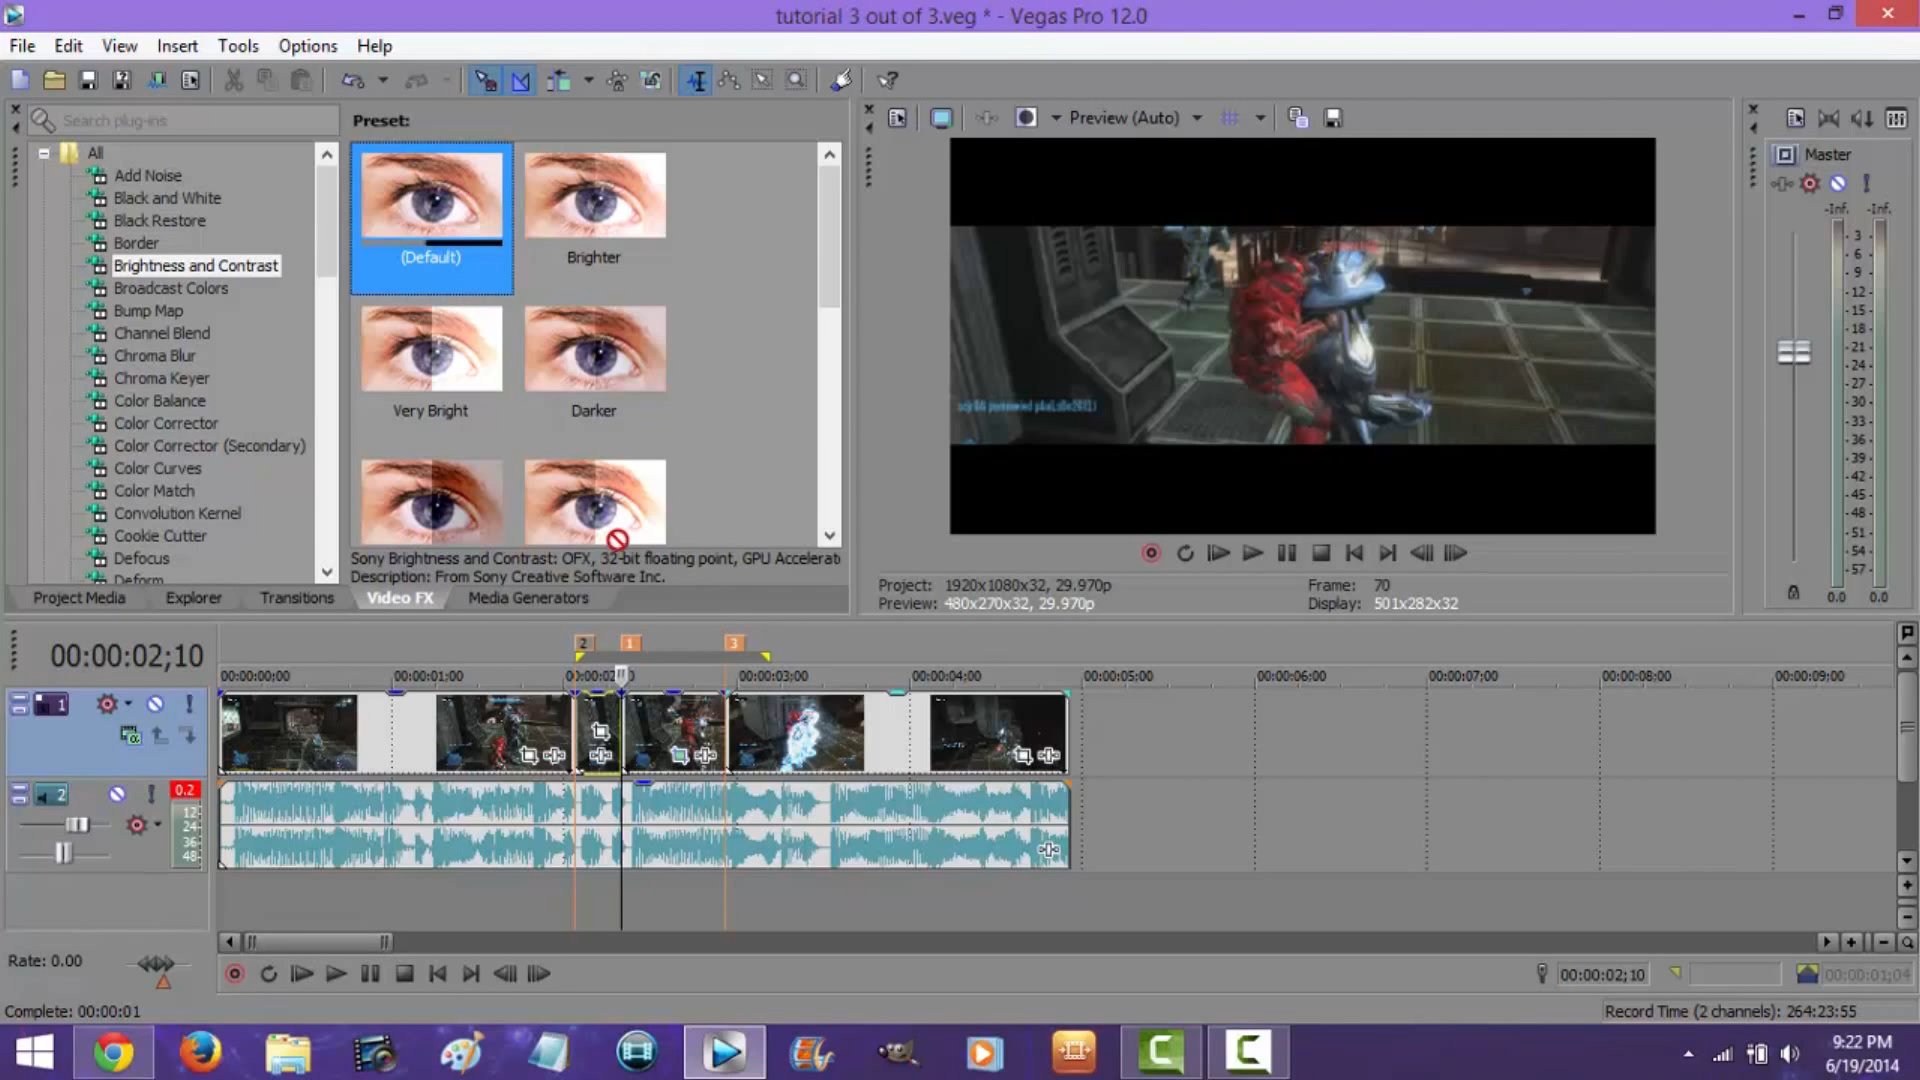 tutorial 3 out of 3.veg * - Vegas Pro 12.0
File Edit View Insert Tools Options Help
Search plug-ins
Preset:
All
Add Noise
Black and White
Black Restore
Border
Brightness and Contrast
Broadcast Colors
Bump Map
Channel Blend
Chroma Blur
Chroma Keyer
Color Balance
Color Corrector
Color Corrector (Secondary)
Color Curves
Color Match
Convolution Kernel
Cookie Cutter
Defocus
Deform
(Default)
Brighter
Very Bright
Darker
Sony Brightness and Contrast: OFX, 32-bit floating point, GPU Accelerat
Description: From Sony Creative Software Inc.
Project Media Explorer Transitions Video FX Media Generators
Preview (Auto)
Project: 1920x1080x32, 29.970p
Preview: 480x270x32, 29.970p
Frame: 70
Display: 501x282x32
Master
-Inf. -Inf.
3
6
9
-12-
-15-
-18-
-21-
-24-
-27-
-30-
-33-
-36-
-39-
-42-
-45-
-48-
-51-
-54-
-57-
0.0 0.0
00:00:02;10
2 1 3
00:00:00;00 00:00:01;00 00:00:03;00 00:00:04;00 00:00:05;00 00:00:06;00 00:00:07;00 00:00:08;00 00:00:09;00
1
2
0.2
12
24
36
48
Rate: 0.00
00:00:02;10
00:00:01;04
Complete: 00:00:01
Record Time (2 channels): 264:23:55
9:22 PM
6/19/2014